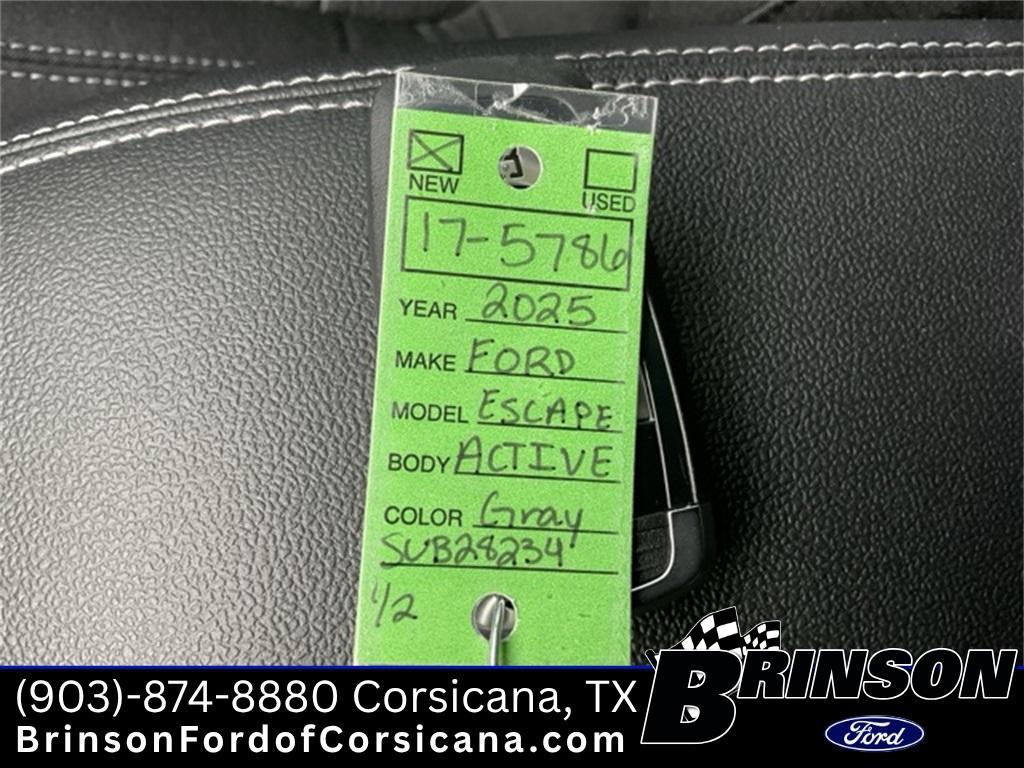 NEW
USED
17-5786
YEAR 2025
MAKE FORD
MODEL ESCAPE
BODY ACTIVE
COLOR Gray
SUB28234
1/2
(903)-874-8880 Corsicana, TX
BrinsonFordofCorsicana.com
BRINSON
Ford